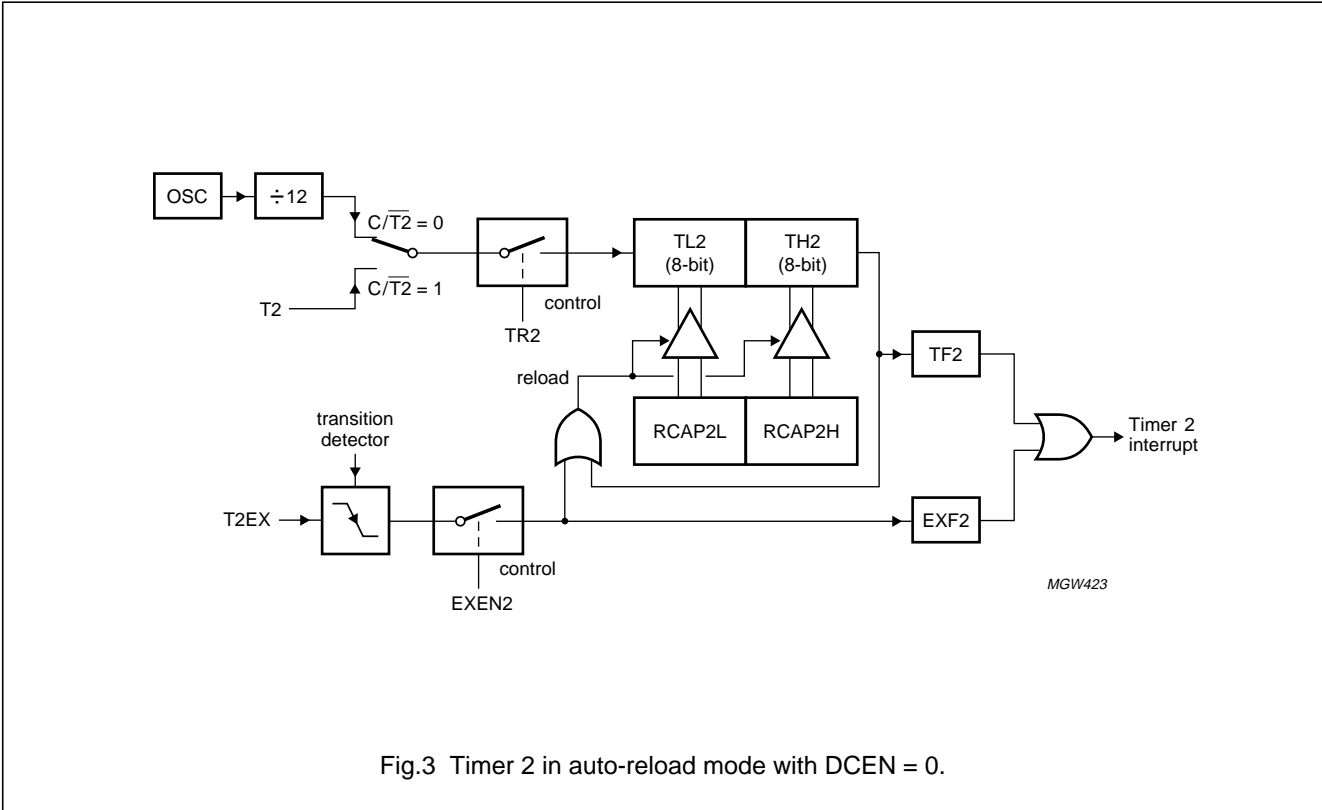 OSC
÷12
C/T2 = 0
C/T2 = 1
T2
control
TR2
TL2
(8-bit)
TH2
(8-bit)
reload
RCAP2L
RCAP2H
TF2
transition
detector
T2EX
control
EXEN2
EXF2
Timer 2
interrupt
MGW423
Fig.3 Timer 2 in auto-reload mode with DCEN = 0.